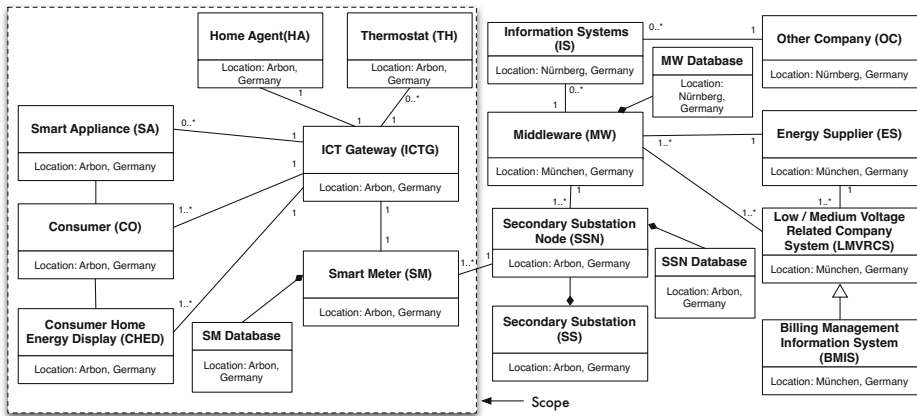 Home Agent(HA)
Location: Arbon,
Germany
Thermostat (TH)
Location: Arbon,
Germany
1
0..*
1
1
Smart Appliance (SA)
Location: Arbon, Germany
0..*
1
ICT Gateway (ICTG)
Location: Arbon, Germany
1
1
1
1
Consumer (CO)
Location: Arbon, Germany
1..*
Smart Meter (SM)
Location: Arbon, Germany
1..*
1
Consumer Home
Energy Display (CHED)
Location: Arbon, Germany
1..*
SM Database
Location: Arbon,
Germany
Information Systems
(IS)
Location: Nürnberg,
Germany
0..*
1
Other Company (OC)
Location: Nürnberg, Germany
MW Database
Location:
Nürnberg,
Germany
0..*
1
Middleware (MW)
Location: München, Germany
1..*
1
Energy Supplier (ES)
Location: München, Germany
1
1..*
1
1..*
1..*
Secondary Substation
Node (SSN)
Location: Arbon, Germany
SSN Database
Location: Arbon,
Germany
Low / Medium Voltage
Related Company
System (LMVRCS)
Location: München, Germany
Secondary Substation
(SS)
Location: Arbon, Germany
Billing Management
Information System
(BMIS)
Location: München, Germany
Scope